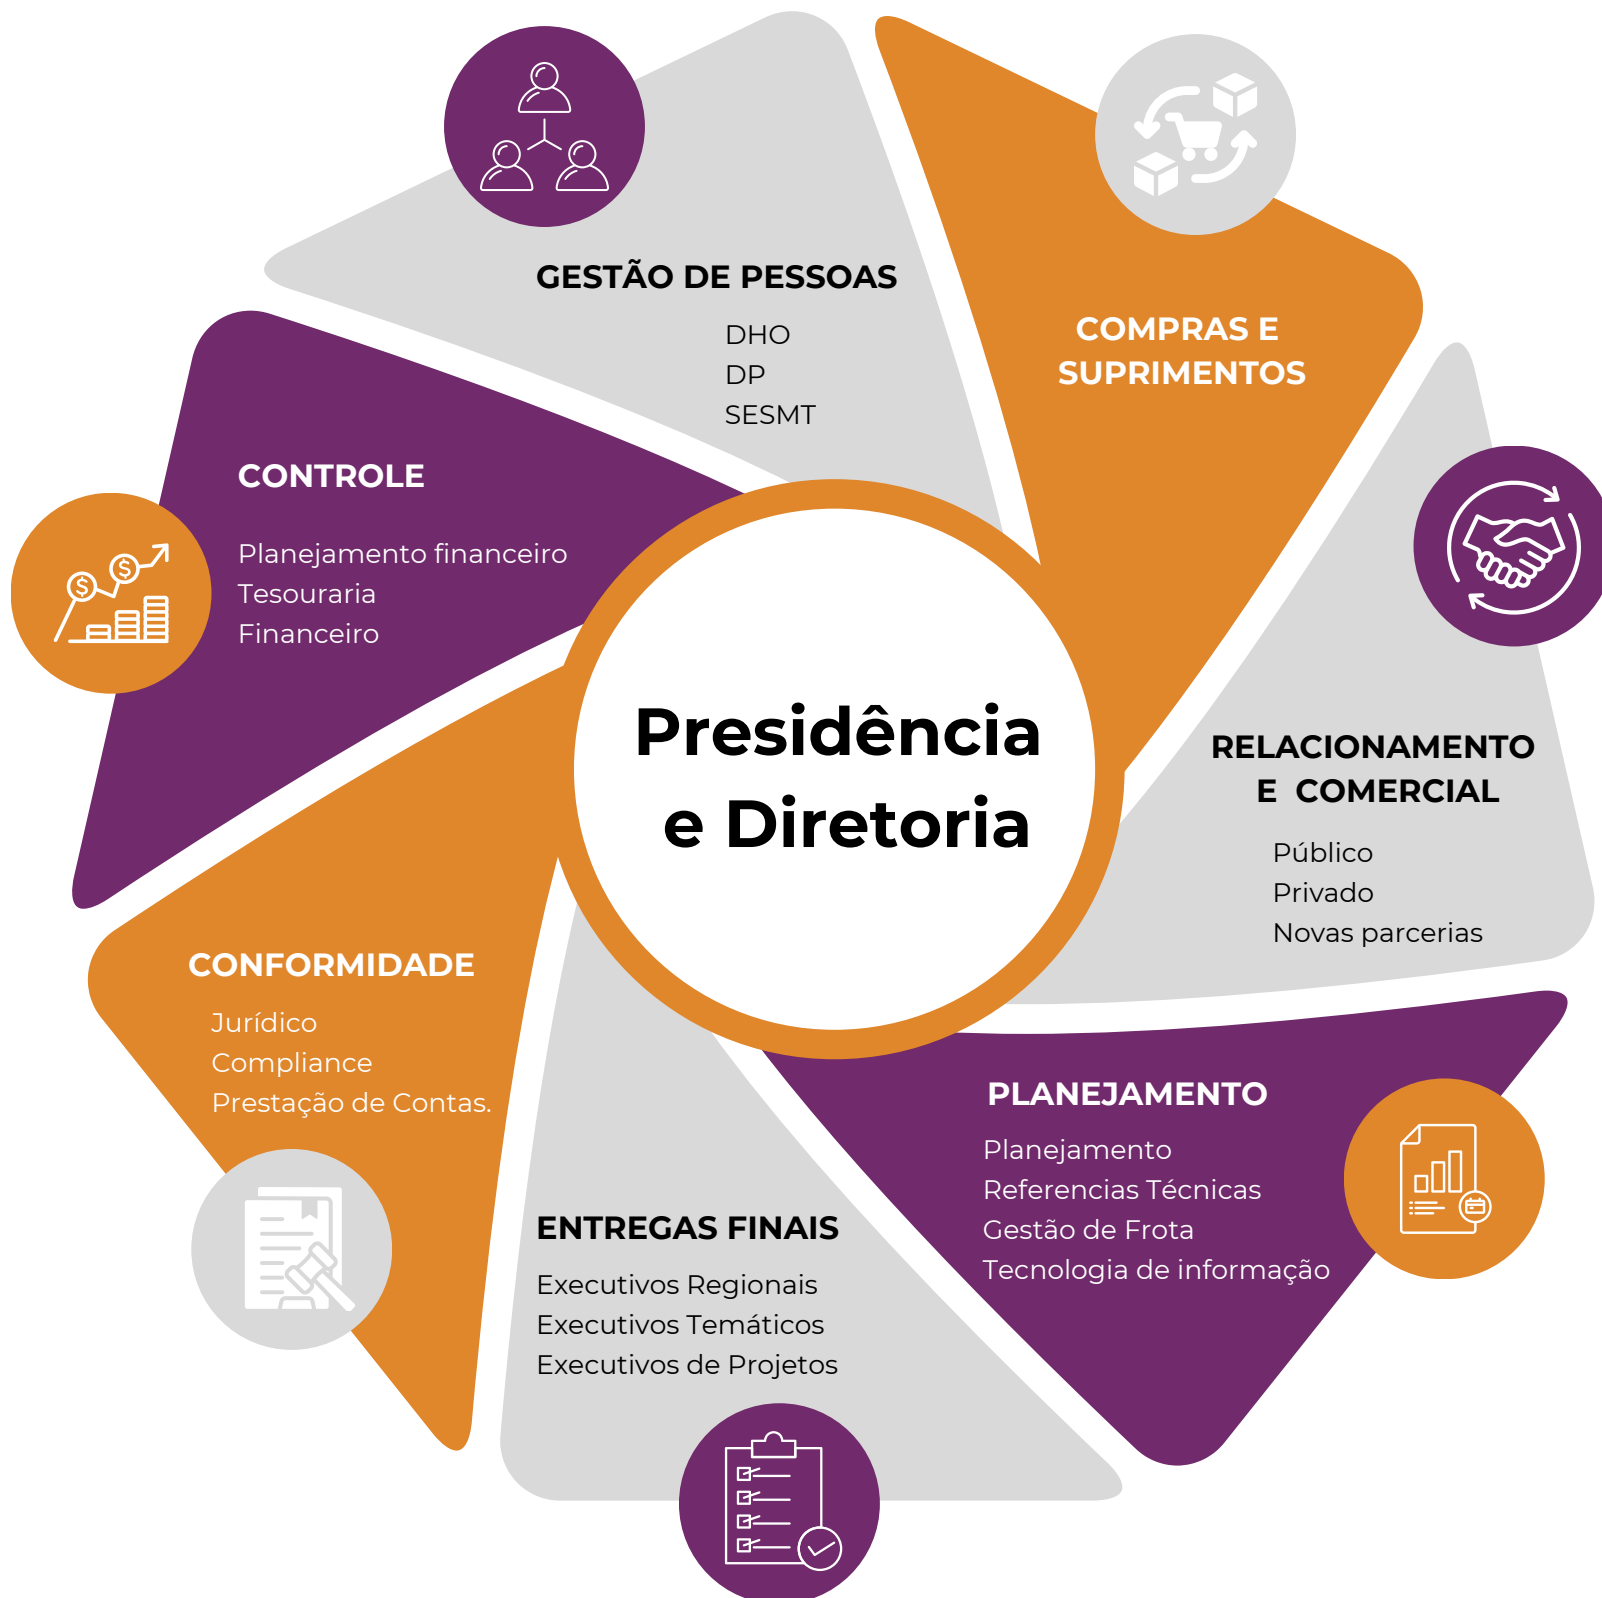 GESTÃO DE PESSOAS
DHO
DP
SESMT
COMPRAS E
SUPRIMENTOS
RELACIONAMENTO
E COMERCIAL
Público
Privado
Novas parcerias
PLANEJAMENTO
Planejamento
Referencias Técnicas
Gestão de Frota
Tecnologia de informação
ENTREGAS FINAIS
Executivos Regionais
Executivos Temáticos
Executivos de Projetos
CONFORMIDADE
Jurídico
Compliance
Prestação de Contas.
CONTROLE
Planejamento financeiro
Tesouraria
Financeiro
$ $
Presidência
e Diretoria